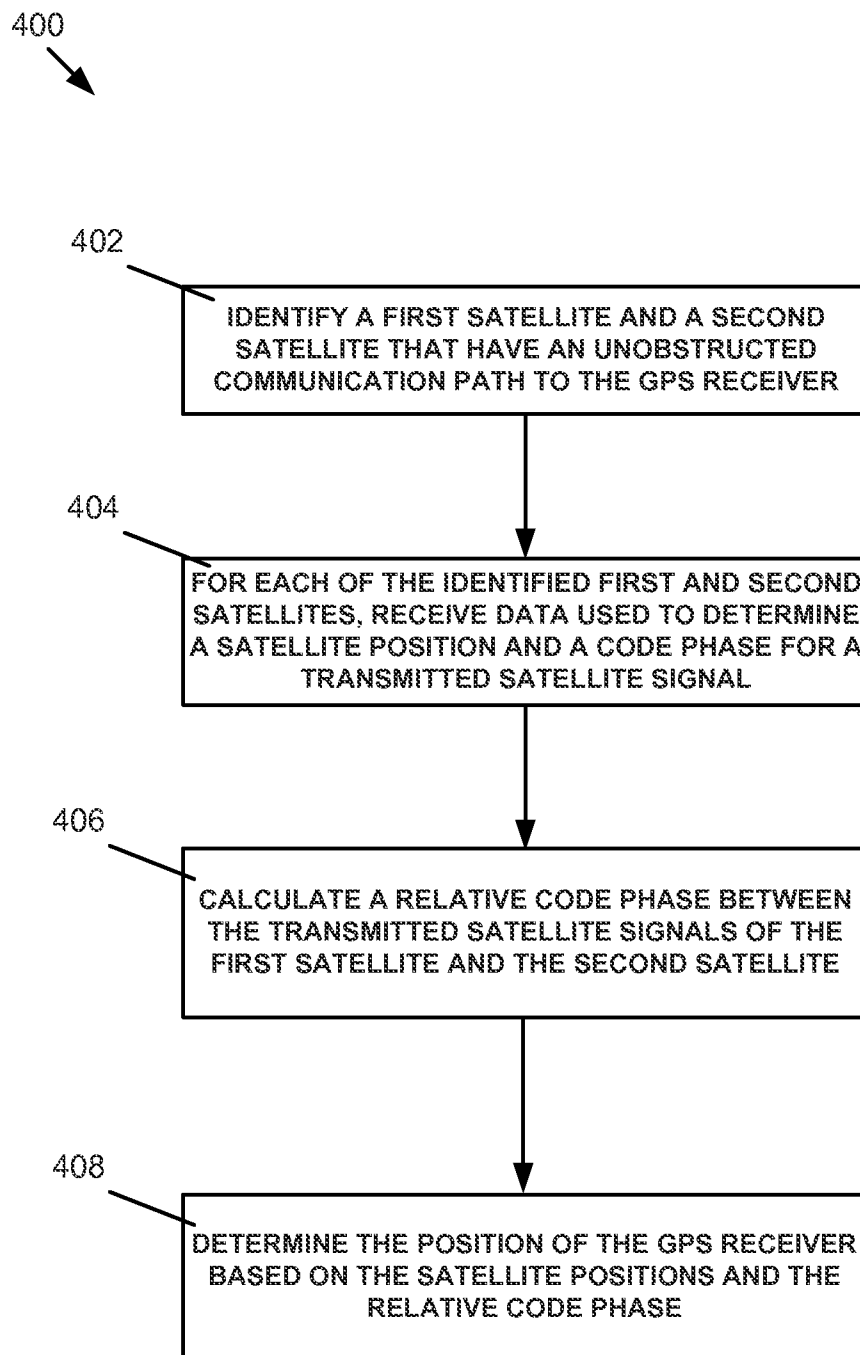 400
402
IDENTIFY A FIRST SATELLITE AND A SECOND
SATELLITE THAT HAVE AN UNOBSTRUCTED
COMMUNICATION PATH TO THE GPS RECEIVER
404
FOR EACH OF THE IDENTIFIED FIRST AND SECOND
SATELLITES, RECEIVE DATA USED TO DETERMINE
A SATELLITE POSITION AND A CODE PHASE FOR A
TRANSMITTED SATELLITE SIGNAL
406
CALCULATE A RELATIVE CODE PHASE BETWEEN
THE TRANSMITTED SATELLITE SIGNALS OF THE
FIRST SATELLITE AND THE SECOND SATELLITE
408
DETERMINE THE POSITION OF THE GPS RECEIVER
BASED ON THE SATELLITE POSITIONS AND THE
RELATIVE CODE PHASE